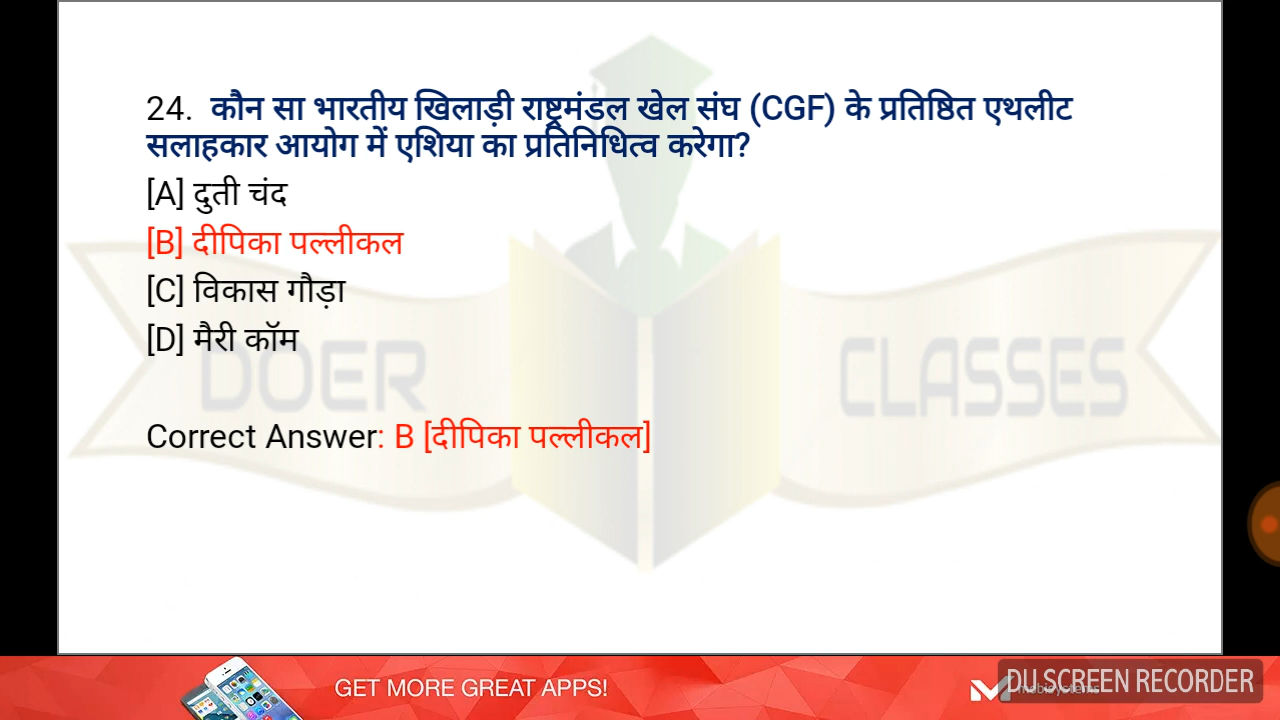 24. कौन सा भारतीय खिलाड़ी राष्ट्रमंडल खेल संघ (CGF) के प्रतिष्ठित एथलीट
सलाहकार आयोग में एशिया का प्रतिनिधित्व करेगा?
[A] दुती चंद
[B] दीपिका पल्लीकल
[C] विकास गौड़ा
[D] मैरी कॉम
DOER CLASSES
Correct Answer: B [दीपिका पल्लीकल]
GET MORE GREAT APPS!
mobisystems
DU SCREEN RECORDER